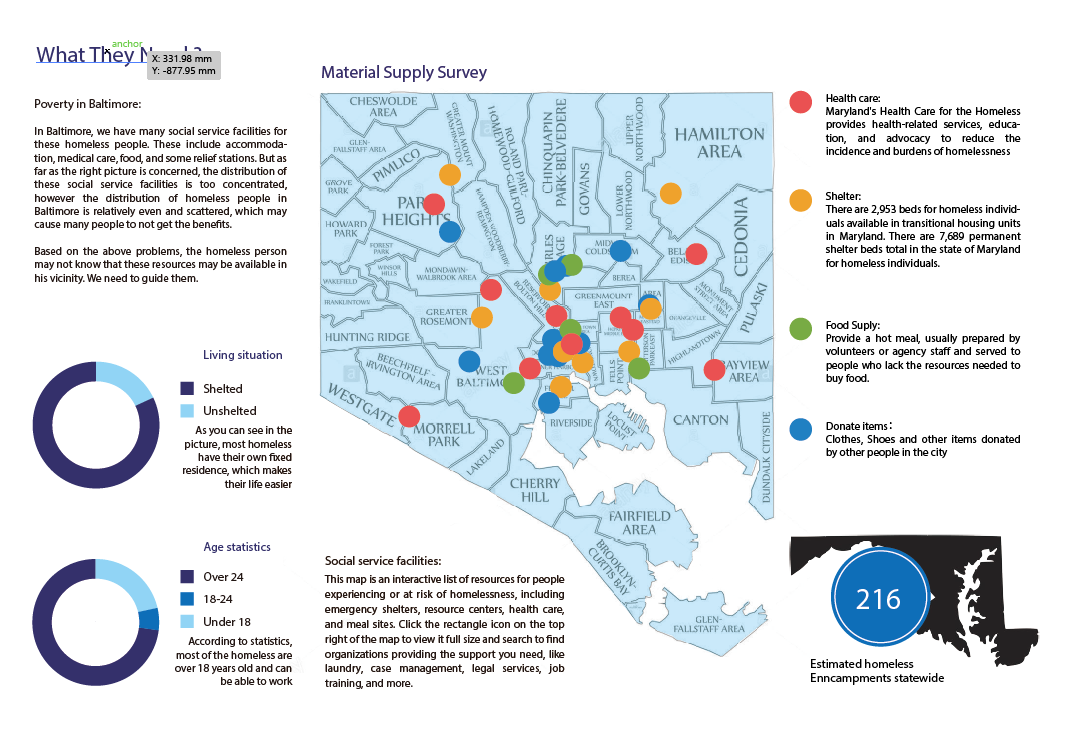 What They N
anchor
X: 331.98 mm
Y: -877.95 mm
Poverty in Baltimore:
In Baltimore, we have many social service facilities for
these homeless people. These include accommoda-
tion, medical care, food, and some relief stations. But as
far as the right picture is concerned, the distribution of
these social service facilities is too concentrated,
however the distribution of homeless people in
Baltimore is relatively even and scattered, which may
cause many people to not get the benefits.
Based on the above problems, the homeless person
may not know that these resources may be available in
his vicinity. We need to guide them.
Living situation
Shelted
Unshelted
As you can see in the
picture, most homeless
have their own fixed
residence, which makes
their life easier
Age statistics
Over 24
18-24
Under 18
According to statistics,
most of the homeless are
over 18 years old and can
be able to work
Material Supply Survey
CHESWOLDE
AREA
GREATER MOUNT
WASHINGTON
ROLAND PARK-
HOMEWOOD-GUILFORD
CHINQUAPIN
PARK-BELVEDERE
UPPER
NORTHWOOD
HAMILTON
AREA
GLEN-
FALLSTAFF AREA
PIMLICO
GOVANS
LOWER
NORTHWOOD
GROVE
PARK
PAR
HEIGHTS
HOWARD
PARK
CEDONIA
FOREST
PARK
WINSOR
HILLS
MONDAWIN-
WALBROOK AREA
BEREA
WAKEFIELD
FRANKLINTOWN
GREATER
ROSEMONT
GREENMOUNT
EAST
PULASKI
HUNTING RIDGE
HIGHLANDTOWN
BEECHFIELD-
IRVINGTON AREA
WEST
BALTIMO
FELLS
POINT
BAYVIEW
AREA
WESTGATE
MORRELL
PARK
RIVERSIDE
LOCUST
POINT
CANTON
LAKELAND
DUNDALK CITYSIDE
CHERRY
HILL
FAIRFIELD
AREA
BROOKLYN-
CURTIS BAY
GLEN-
FALLSTAFF AREA
Social service facilities:
This map is an interactive list of resources for people
experiencing or at risk of homelessness, including
emergency shelters, resource centers, health care,
and meal sites. Click the rectangle icon on the top
right of the map to view it full size and search to find
organizations providing the support you need, like
laundry, case management, legal services, job
training, and more.
Health care:
Maryland's Health Care for the Homeless
provides health-related services, educa-
tion, and advocacy to reduce the
incidence and burdens of homelessness
Shelter:
There are 2,953 beds for homeless individ-
uals available in transitional housing units
in Maryland. There are 7,689 permanent
shelter beds total in the state of Maryland
for homeless individuals.
Food Suply:
Provide a hot meal, usually prepared by
volunteers or agency staff and served to
people who lack the resources needed to
buy food.
Donate items：
Clothes, Shoes and other items donated
by other people in the city
216
Estimated homeless
Enncampments statewide